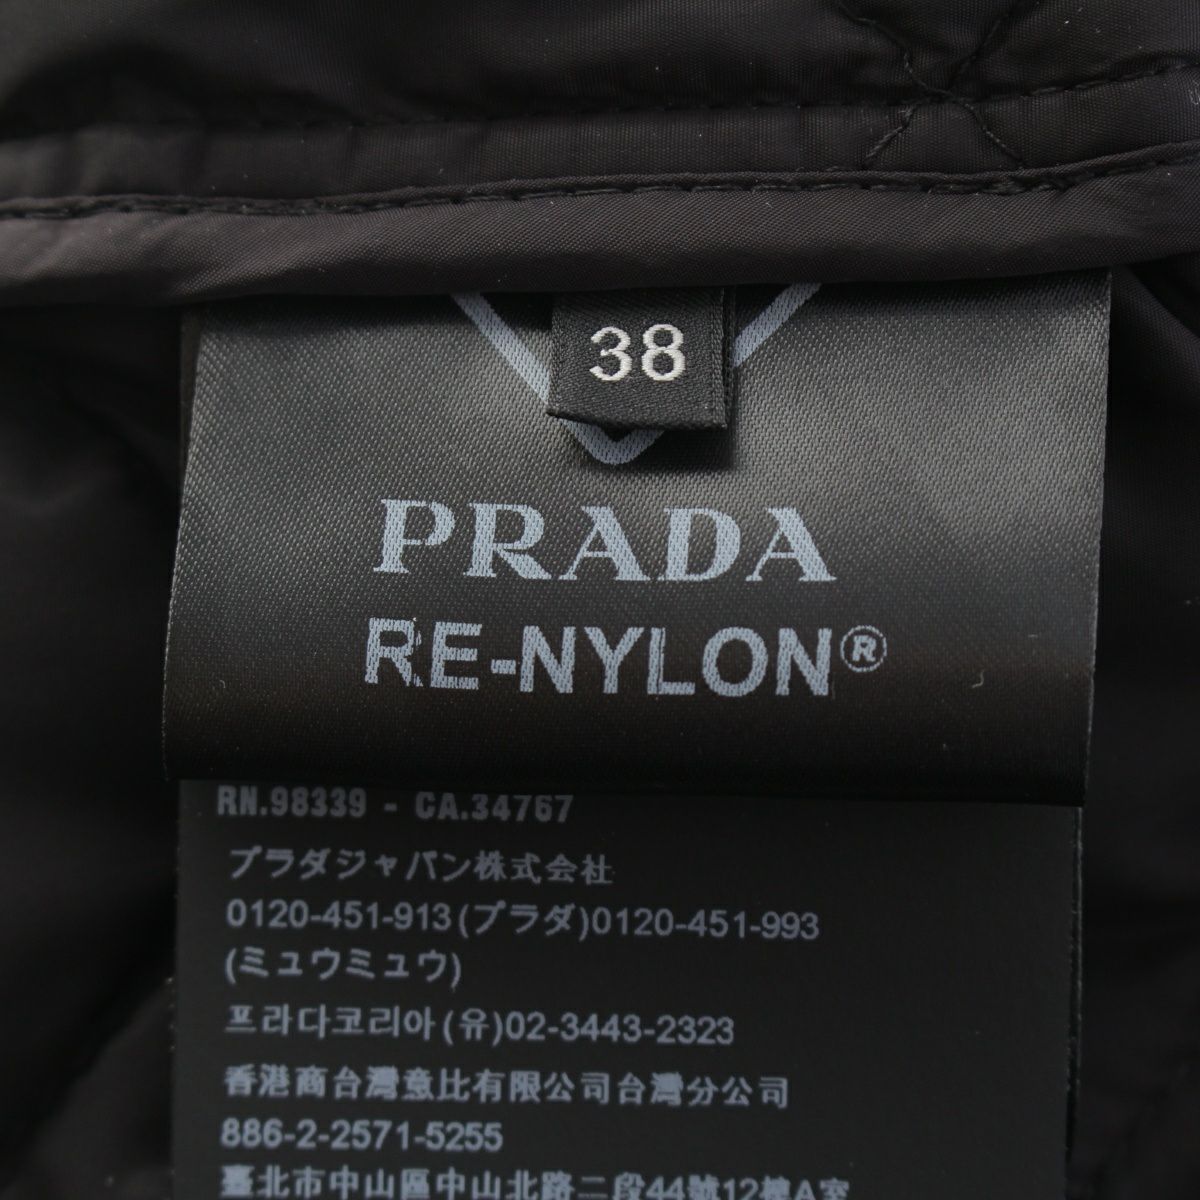 38
PRADA
RE-NYLON®
RN.98339 - CA.34767
プラダジャパン株式会社
0120-451-913(プラダ)0120-451-993
(ミュウミュウ)
프라다코리아(유)02-3443-2323
香港商台灣意比有限公司台灣分公司
886-2-2571-5255
臺北市中山區中山北路二段44號12樓A室